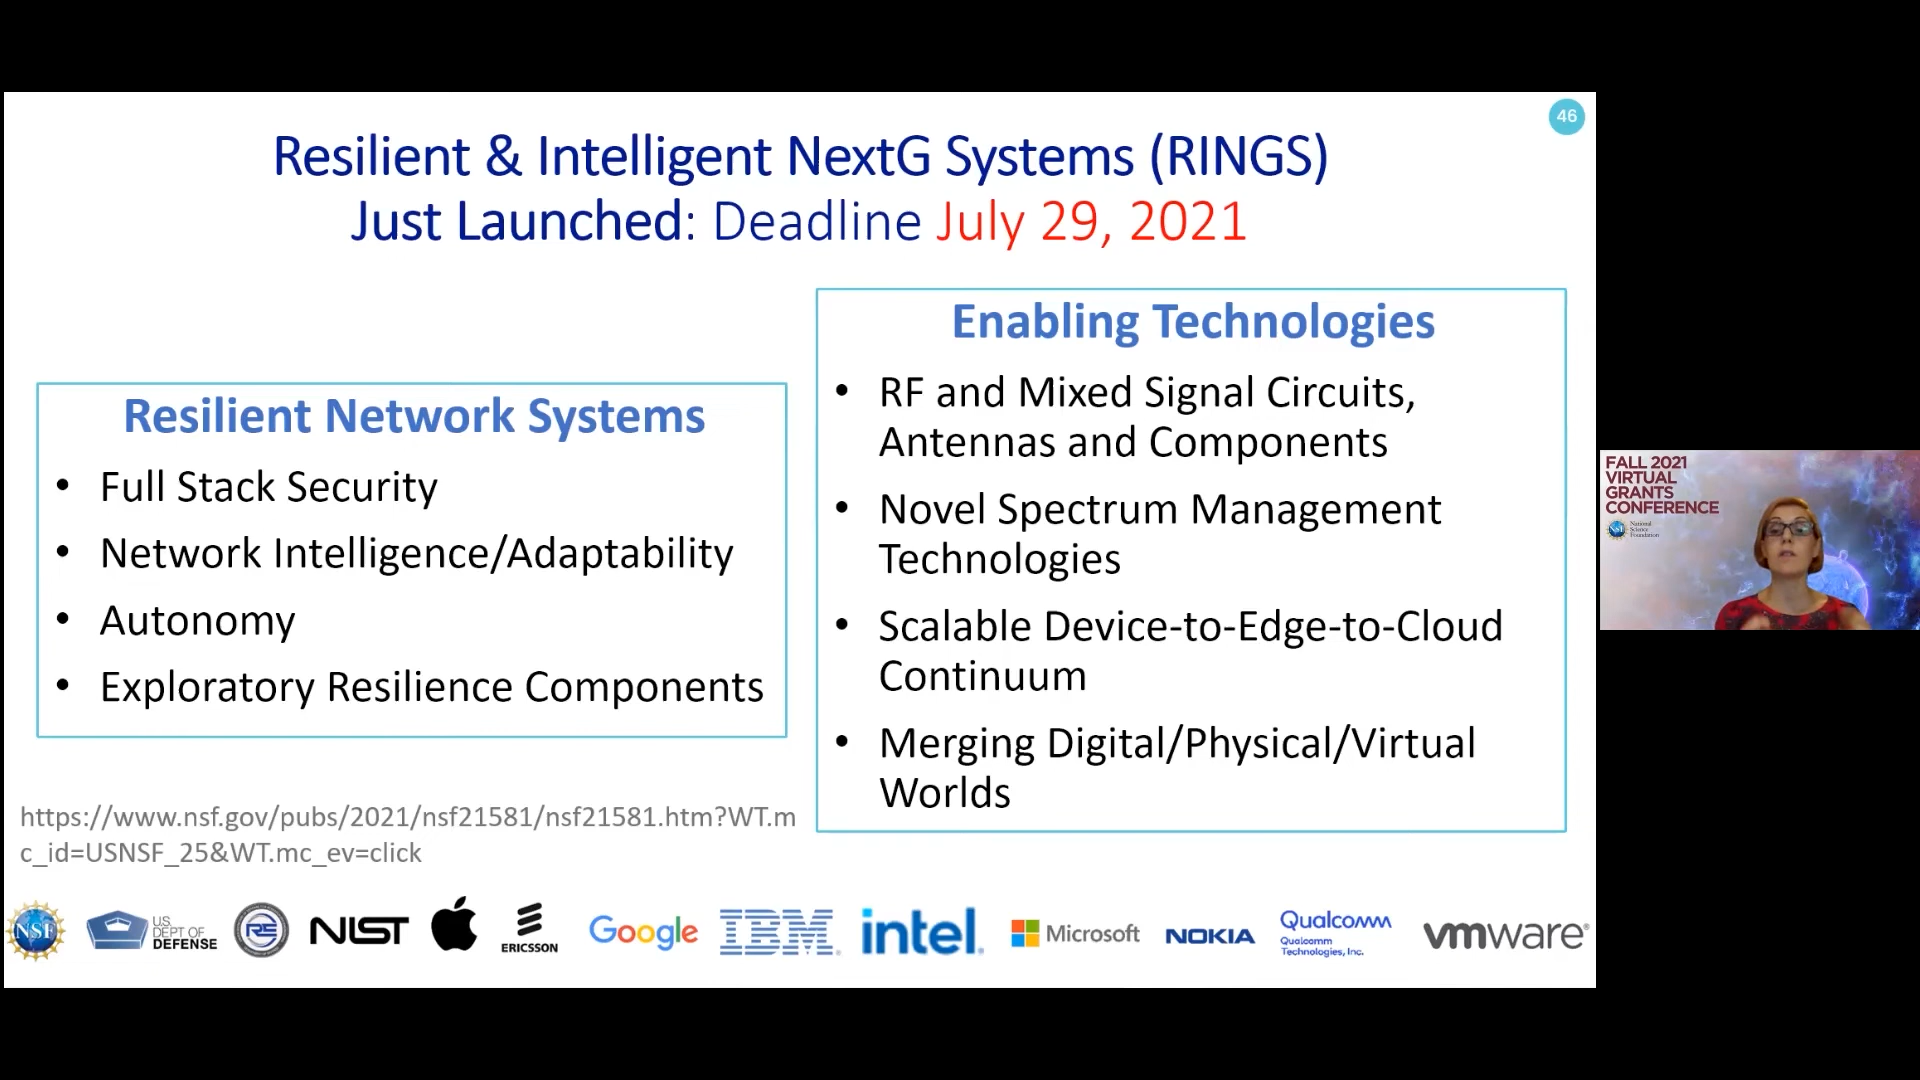 46
Resilient & Intelligent NextG Systems (RINGS)
Just Launched: Deadline July 29, 2021
Resilient Network Systems
• Full Stack Security
• Network Intelligence/Adaptability
• Autonomy
• Exploratory Resilience Components
Enabling Technologies
• RF and Mixed Signal Circuits,
Antennas and Components
• Novel Spectrum Management
Technologies
• Scalable Device-to-Edge-to-Cloud
Continuum
• Merging Digital/Physical/Virtual
Worlds
https://www.nsf.gov/pubs/2021/nsf21581/nsf21581.htm?WT.m
c_id=USNSF_25&WT.mc_ev=click
NSF
U.S.
DEPT OF
DEFENSE
RE
NIST
ERICSSON
Google
IBM®
intel®
Microsoft
NOKIA
Qualcomm
Qualcomm
Technologies, Inc.
vmware®
FALL 2021
VIRTUAL
GRANTS
CONFERENCE
NSF
National
Science
Foundation